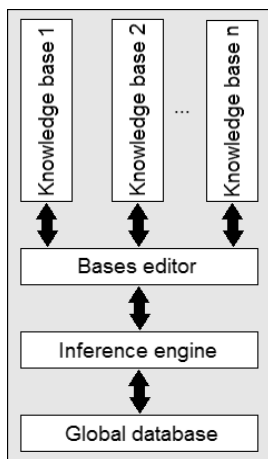 Knowledge base 1
Knowledge base 2
...
Knowledge base n
Bases editor
Inference engine
Global database